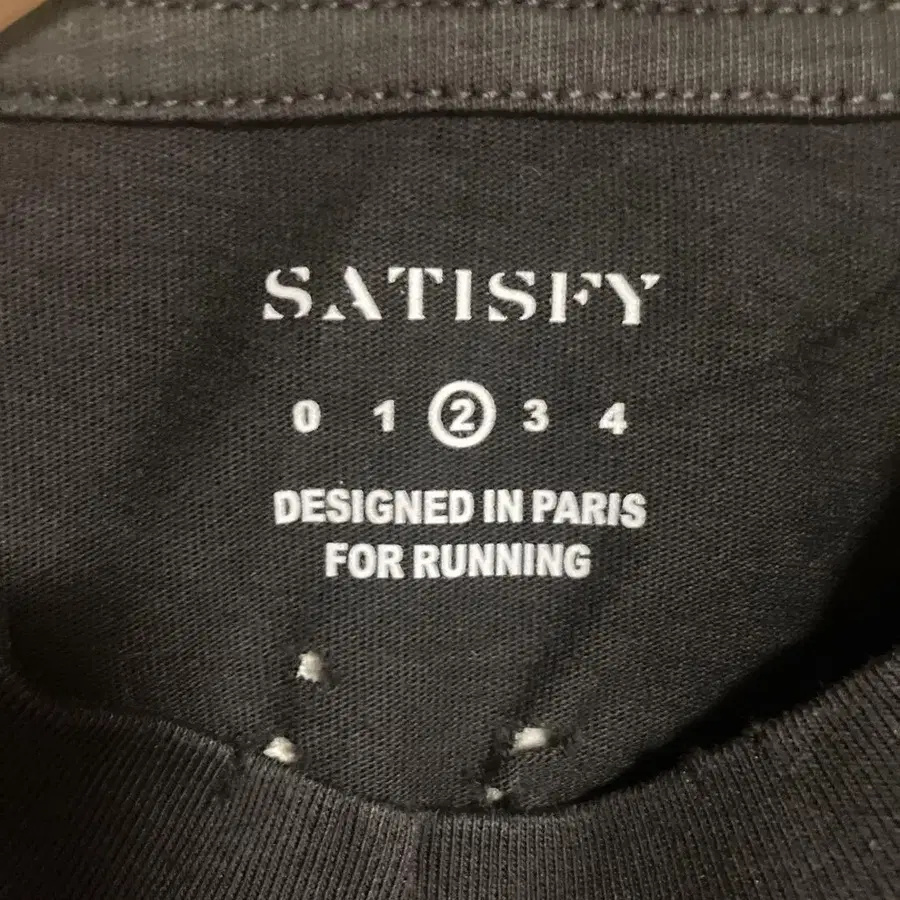 SATISFY
0 1 2 3 4
DESIGNED IN PARIS
FOR RUNNING